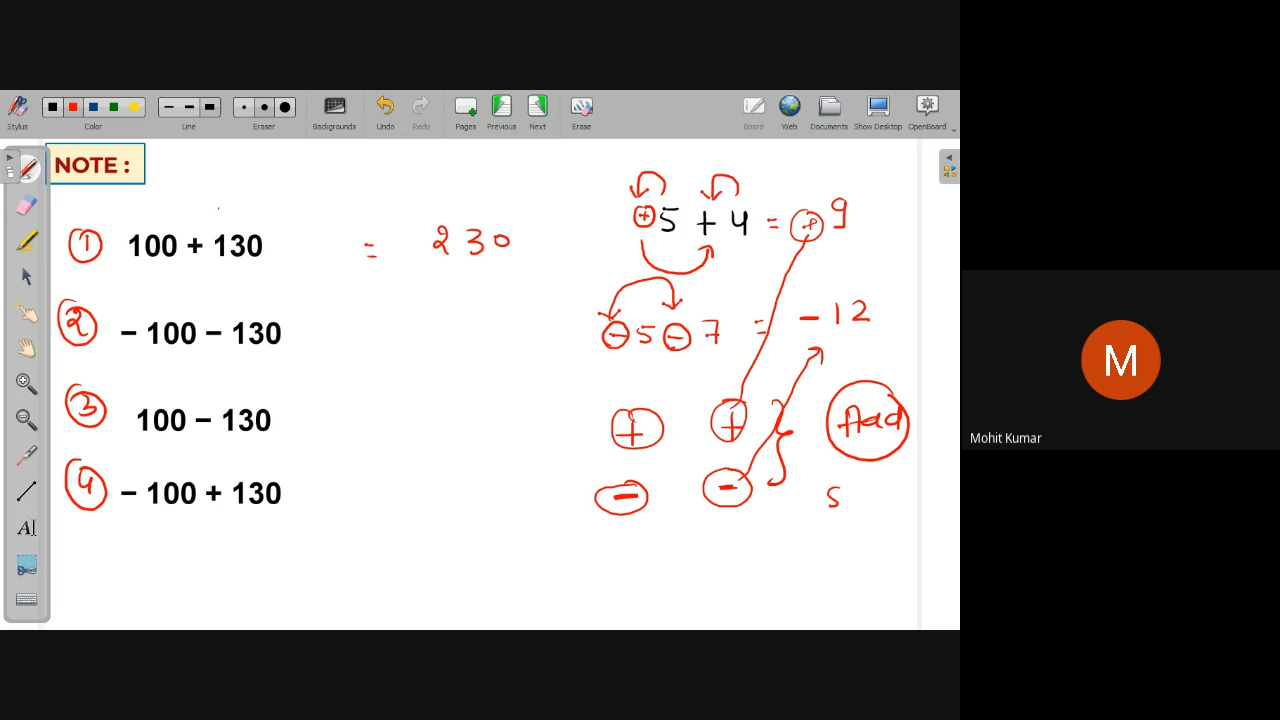 Stylus Color Line Eraser Backgrounds Undo Redo Pages Previous Next Erase Board Web Documents Show Desktop OpenBoard
NOTE :
① 100 + 130 = 230
② – 100 – 130
③ 100 – 130
④ – 100 + 130
+5 + 4 = +9
-5 - 7 = -12
+ + } Add
- - S
M
Mohit Kumar